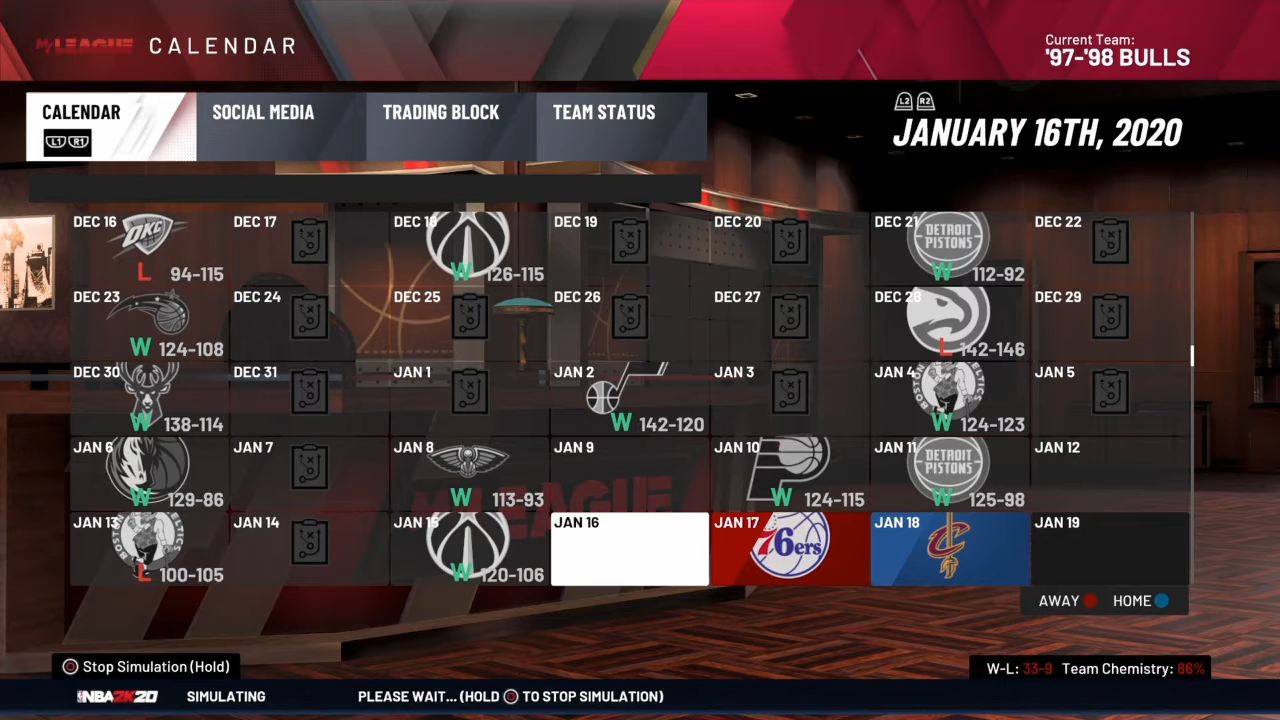 MyLEAGUE CALENDAR
Current Team:
'97-'98 BULLS
CALENDAR
L1 R1
SOCIAL MEDIA
TRADING BLOCK
TEAM STATUS
L2 R2
JANUARY 16TH, 2020
DEC 16 OKC L 94-115
DEC 17
DEC 18 W 126-115
DEC 19
DEC 20
DEC 21 DETROIT PISTONS W 112-92
DEC 22
DEC 23 W 124-108
DEC 24
DEC 25
DEC 26
DEC 27
DEC 28 L 142-146
DEC 29
DEC 30 W 138-114
DEC 31
JAN 1
JAN 2 W 142-120
JAN 3
JAN 4 BOSTON CELTICS W 124-123
JAN 5
JAN 6 W 129-86
JAN 7
JAN 8 W 113-93
JAN 9
JAN 10 W 124-115
JAN 11 DETROIT PISTONS W 125-98
JAN 12
JAN 13 BOSTON CELTICS L 100-105
JAN 14
JAN 15 W 120-106
JAN 16
JAN 17 76ers
JAN 18 C
JAN 19
AWAY HOME
Stop Simulation (Hold)
W-L: 33-9 Team Chemistry: 86%
NBA 2K20 SIMULATING PLEASE WAIT... (HOLD TO STOP SIMULATION)